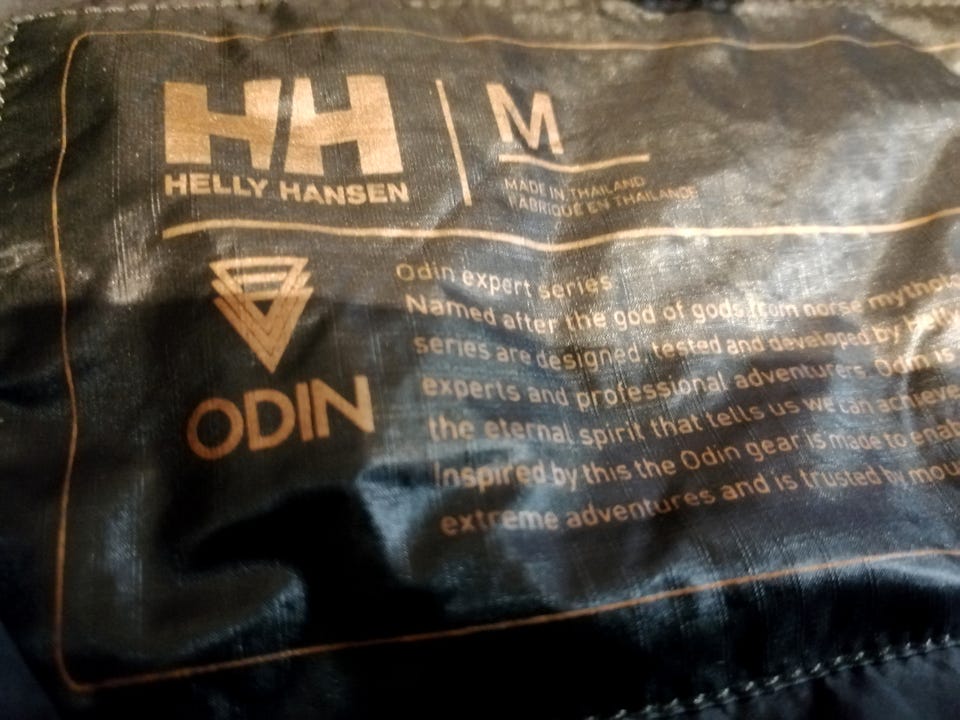 HH
HELLY HANSEN
M
MADE IN THAILAND
FABRIQUÉ EN THAILANDE
ODIN
Odin expert series
Named after the god of gods from norse
series are designed, tested and developed by
experts and professional adventurers. Odin is
the eternal spirit that tells us we can achieve
Inspired by this the Odin gear is made to
extreme adventures and is trusted by